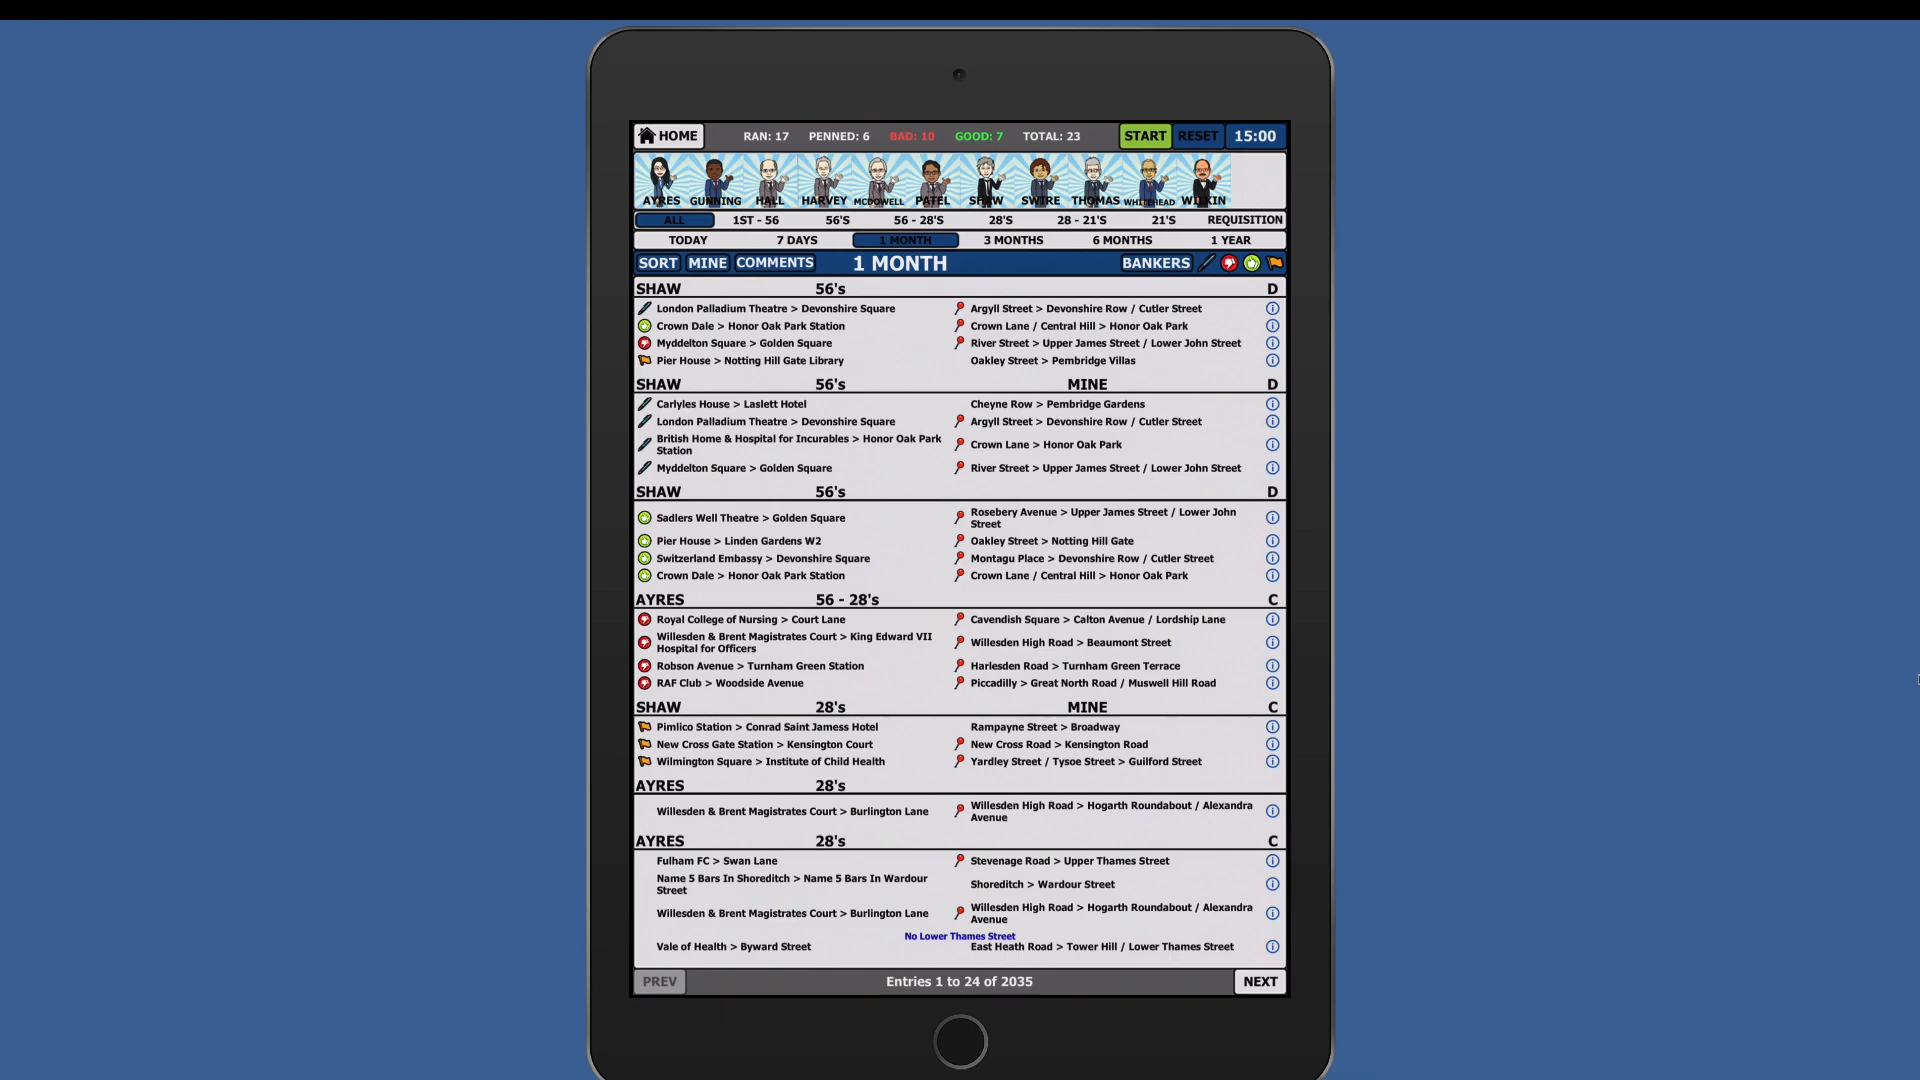 HOME RAN: 17 PENNED: 6 BAD: 10 GOOD: 7 TOTAL: 23 START RESET 15:00
AYRES GUNNING HALL HARVEY MCDOWELL PATEL SHAW SWIRE THOMAS WHITEHEAD WILKIN
ALL 1ST - 56 56'S 56 - 28'S 28'S 28 - 21'S 21'S REQUISITION
TODAY 7 DAYS 1 MONTH 3 MONTHS 6 MONTHS 1 YEAR
SORT MINE COMMENTS 1 MONTH BANKERS
SHAW 56's D
London Palladium Theatre > Devonshire Square Argyll Street > Devonshire Row / Cutler Street
Crown Dale > Honor Oak Park Station Crown Lane / Central Hill > Honor Oak Park
Myddelton Square > Golden Square River Street > Upper James Street / Lower John Street
Pier House > Notting Hill Gate Library Oakley Street > Pembridge Villas
SHAW 56's MINE D
Carlyles House > Laslett Hotel Cheyne Row > Pembridge Gardens
London Palladium Theatre > Devonshire Square Argyll Street > Devonshire Row / Cutler Street
British Home & Hospital for Incurables > Honor Oak Park
Station Crown Lane > Honor Oak Park
Myddelton Square > Golden Square River Street > Upper James Street / Lower John Street
SHAW 56's D
Sadlers Well Theatre > Golden Square Rosebery Avenue > Upper James Street / Lower John
Street
Pier House > Linden Gardens W2 Oakley Street > Notting Hill Gate
Switzerland Embassy > Devonshire Square Montagu Place > Devonshire Row / Cutler Street
Crown Dale > Honor Oak Park Station Crown Lane / Central Hill > Honor Oak Park
AYRES 56 - 28's C
Royal College of Nursing > Court Lane Cavendish Square > Calton Avenue / Lordship Lane
Willesden & Brent Magistrates Court > King Edward VII
Hospital for Officers Willesden High Road > Beaumont Street
Robson Avenue > Turnham Green Station Harlesden Road > Turnham Green Terrace
RAF Club > Woodside Avenue Piccadilly > Great North Road / Muswell Hill Road
SHAW 28's MINE C
Pimlico Station > Conrad Saint Jamess Hotel Rampayne Street > Broadway
New Cross Gate Station > Kensington Court New Cross Road > Kensington Road
Wilmington Square > Institute of Child Health Yardley Street / Tysoe Street > Guilford Street
AYRES 28's
Willesden & Brent Magistrates Court > Burlington Lane Willesden High Road > Hogarth Roundabout / Alexandra
Avenue
AYRES 28's C
Fulham FC > Swan Lane Stevenage Road > Upper Thames Street
Name 5 Bars In Shoreditch > Name 5 Bars In Wardour
Street Shoreditch > Wardour Street
Willesden & Brent Magistrates Court > Burlington Lane Willesden High Road > Hogarth Roundabout / Alexandra
Avenue
No Lower Thames Street
Vale of Health > Byward Street East Heath Road > Tower Hill / Lower Thames Street
PREV Entries 1 to 24 of 2035 NEXT